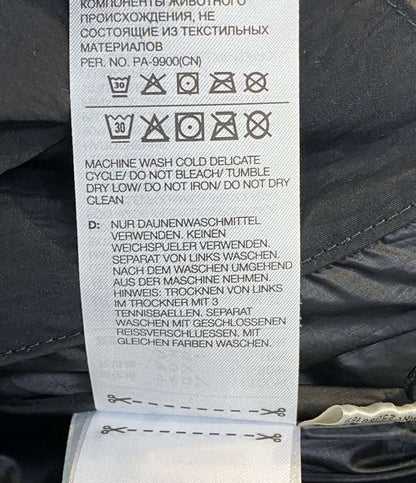 КОМПОНЕНТЫ ЖИВОТНОГО
ПРОИСХОЖДЕНИЯ, НЕ
СОСТОЯЩИЕ ИЗ ТЕКСТИЛЬНЫХ
МАТЕРИАЛОВ
PER. NO. PA-9900(CN)
30
30
MACHINE WASH COLD DELICATE
CYCLE/ DO NOT BLEACH/ TUMBLE
DRY LOW/ DO NOT IRON/ DO NOT DRY
CLEAN
D: NUR DAUNENWASCHMITTEL
VERWENDEN. KEINEN
WEICHSPUELER VERWENDEN.
SEPARAT VON LINKS WASCHEN.
NACH DEM WASCHEN UMGEHEND
AUS DER MASCHINE NEHMEN.
HINWEIS: TROCKNEN VON LINKS
IM TROCKNER MIT 3
TENNISBAELLEN. SEPARAT
WASCHEN MIT GESCHLOSSENEN
REISSVERSCHLUESSEN. MIT
GLEICHEN FARBEN WASCHEN.